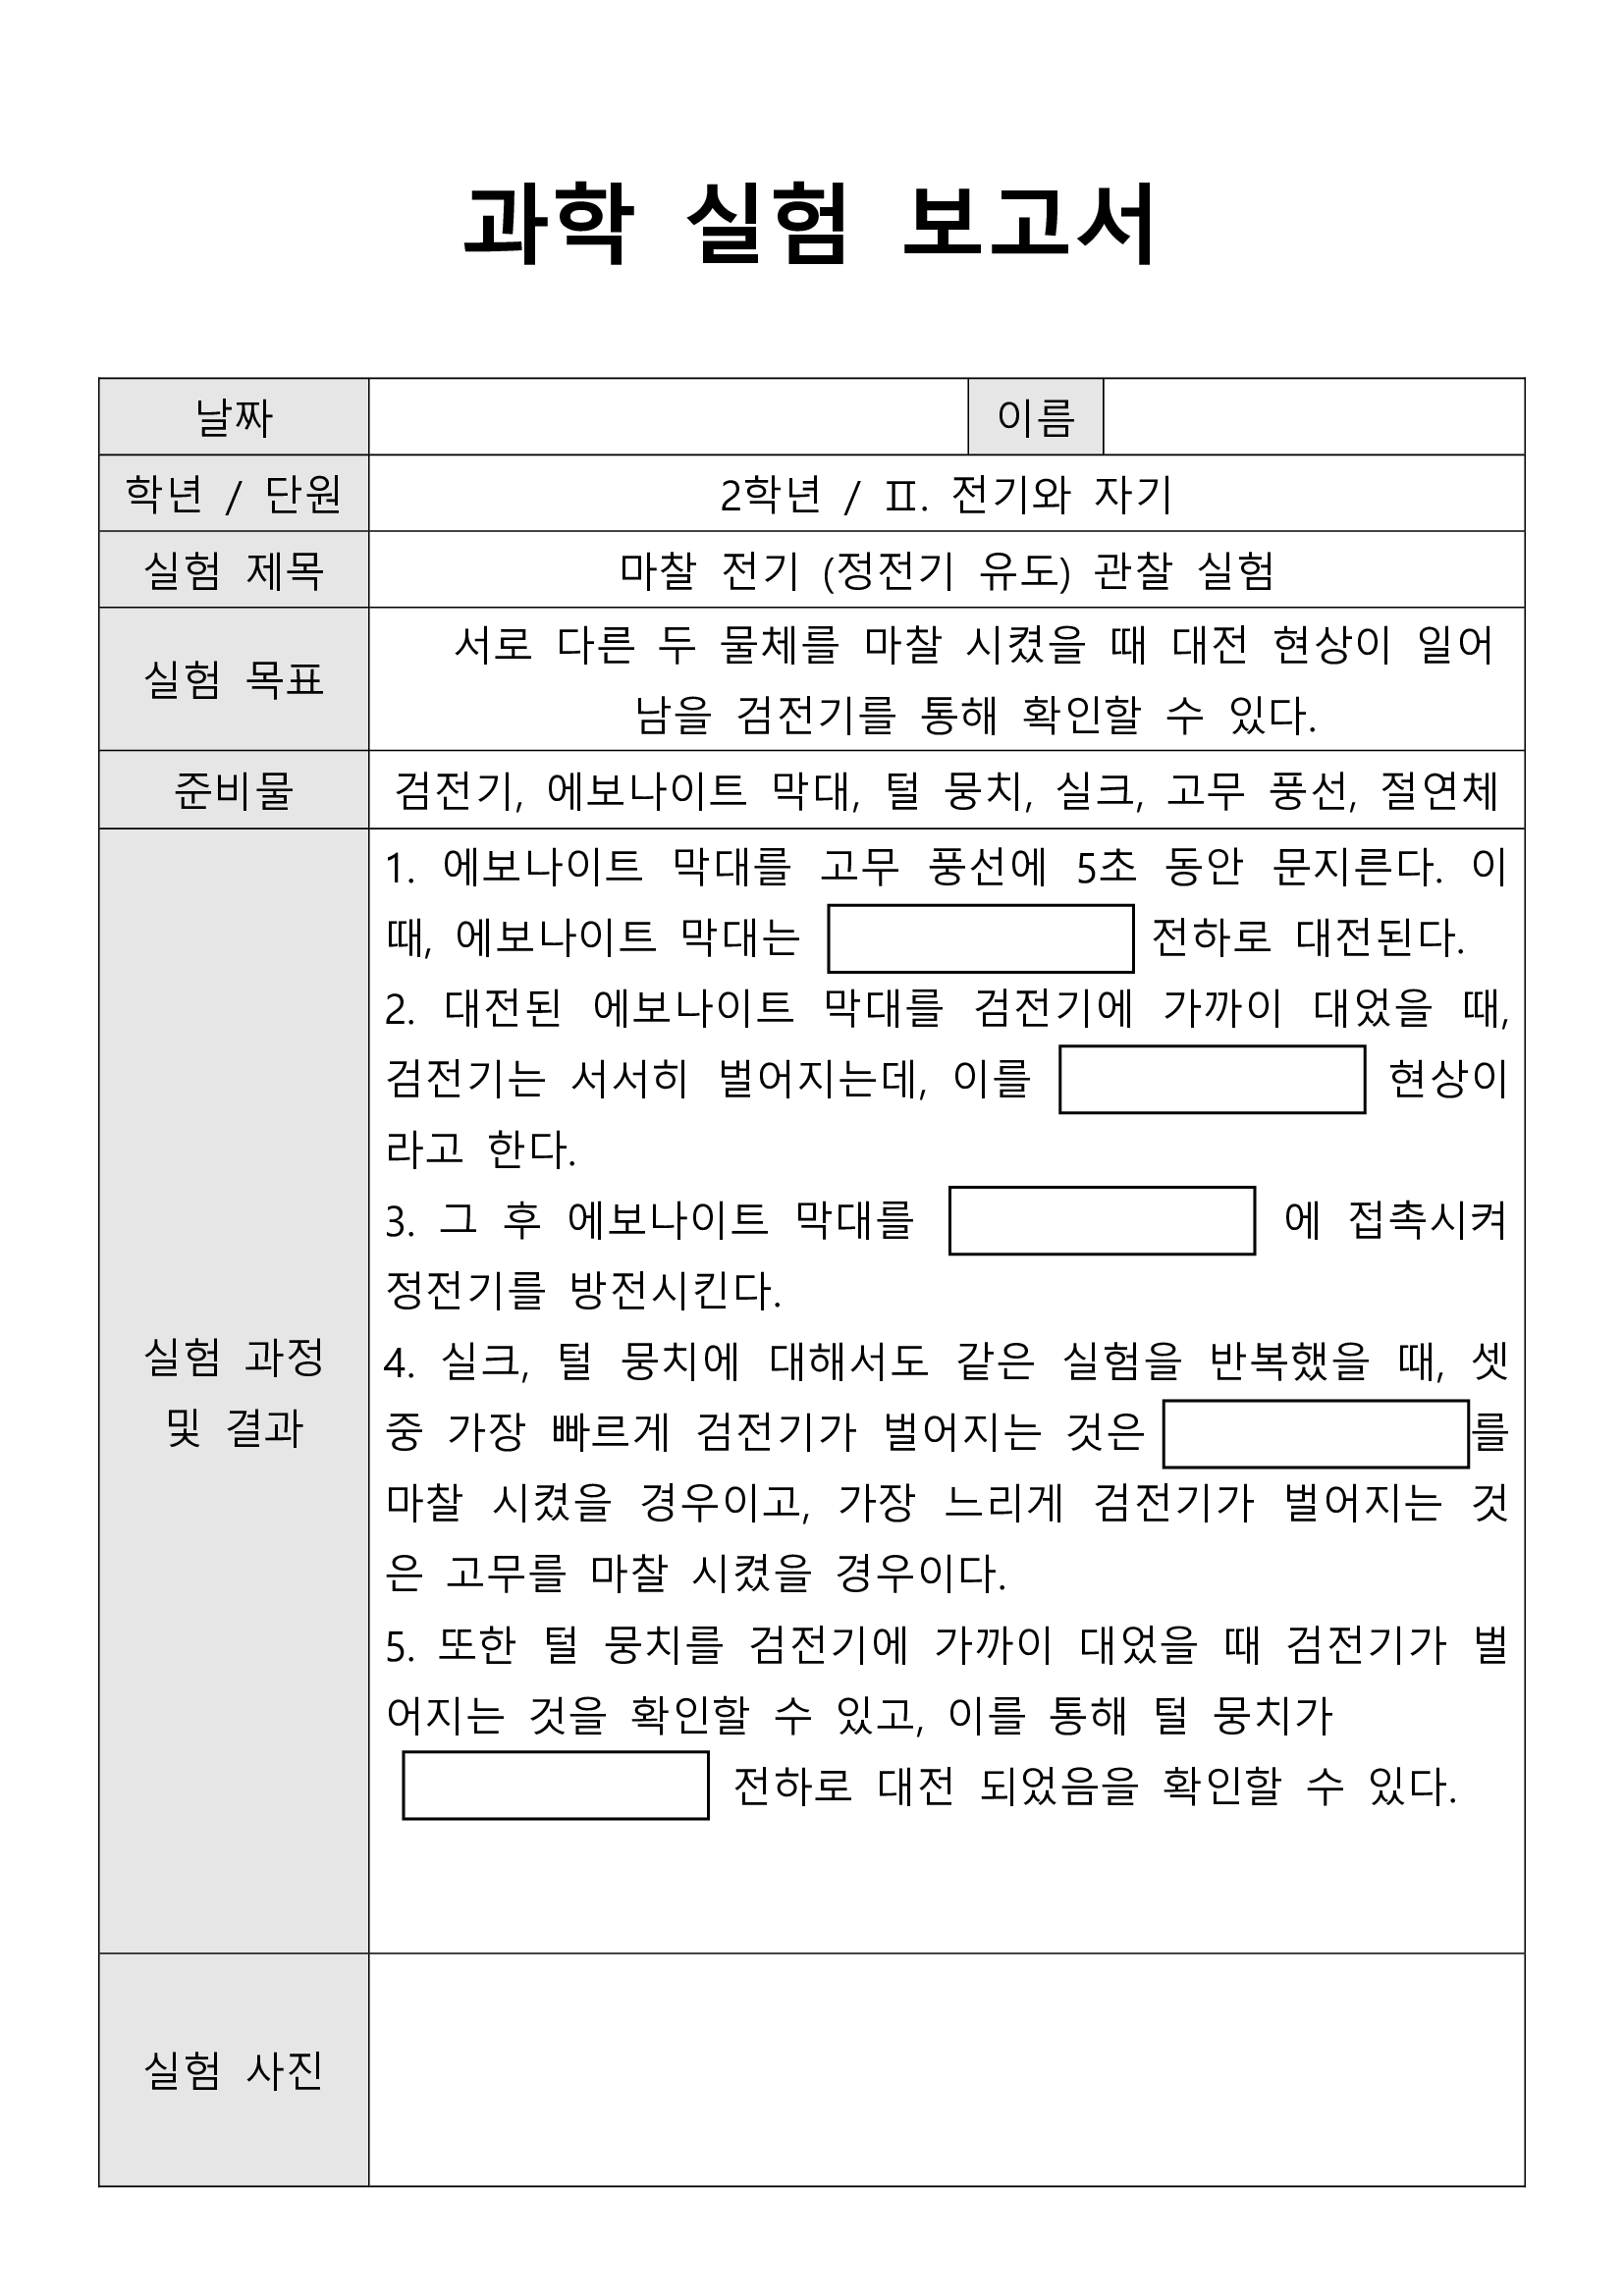 과학 실험 보고서
날짜 이름
학년 / 단원 2학년 / Ⅱ. 전기와 자기
실험 제목 마찰 전기 (정전기 유도) 관찰 실험
실험 목표
서로 다른 두 물체를 마찰 시켰을 때 대전 현상이 일어
남을 검전기를 통해 확인할 수 있다.
준비물 검전기, 에보나이트 막대, 털 뭉치, 실크, 고무 풍선, 절연체
실험 과정
및 결과
1. 에보나이트 막대를 고무 풍선에 5초 동안 문지른다. 이
때, 에보나이트 막대는 전하로 대전된다.
2. 대전된 에보나이트 막대를 검전기에 가까이 대었을 때,
검전기는 서서히 벌어지는데, 이를 현상이
라고 한다.
3. 그 후 에보나이트 막대를 에 접촉시켜
정전기를 방전시킨다.
4. 실크, 털 뭉치에 대해서도 같은 실험을 반복했을 때, 셋
중 가장 빠르게 검전기가 벌어지는 것은 를
마찰 시켰을 경우이고, 가장 느리게 검전기가 벌어지는 것
은 고무를 마찰 시켰을 경우이다.
5. 또한 털 뭉치를 검전기에 가까이 대었을 때 검전기가 벌
어지는 것을 확인할 수 있고, 이를 통해 털 뭉치가
전하로 대전 되었음을 확인할 수 있다.
실험 사진